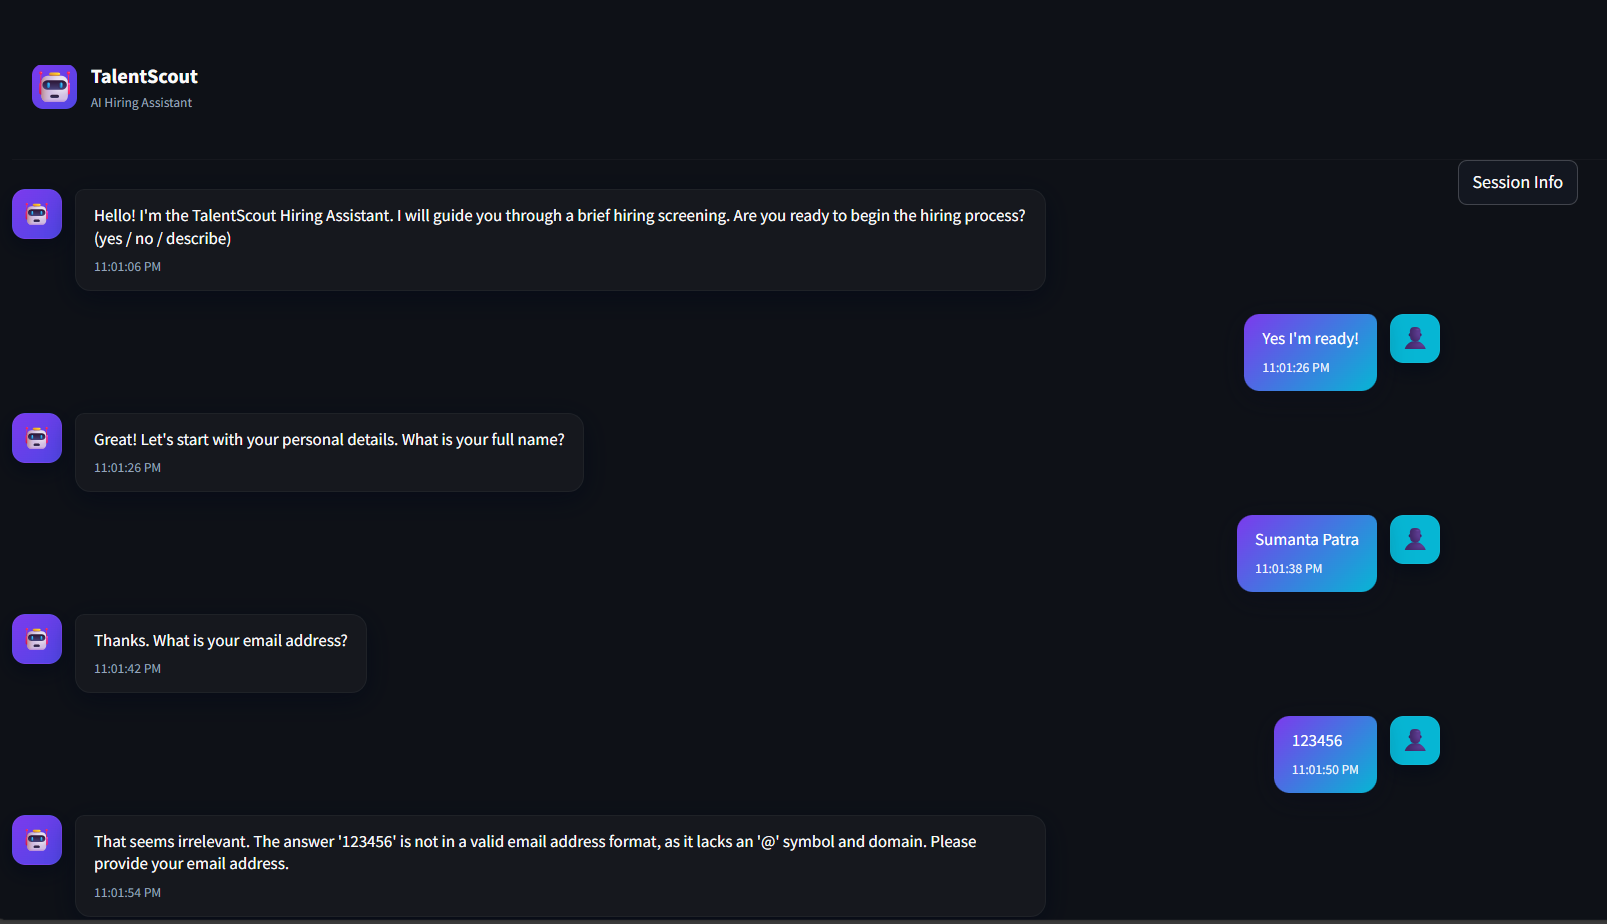 TalentScout
AI Hiring Assistant
Session Info
Hello! I'm the TalentScout Hiring Assistant. I will guide you through a brief hiring screening. Are you ready to begin the hiring process?
(yes / no / describe)
11:01:06 PM
Yes I'm ready!
11:01:26 PM
Great! Let's start with your personal details. What is your full name?
11:01:26 PM
Sumanta Patra
11:01:38 PM
Thanks. What is your email address?
11:01:42 PM
123456
11:01:50 PM
That seems irrelevant. The answer '123456' is not in a valid email address format, as it lacks an '@' symbol and domain. Please
provide your email address.
11:01:54 PM